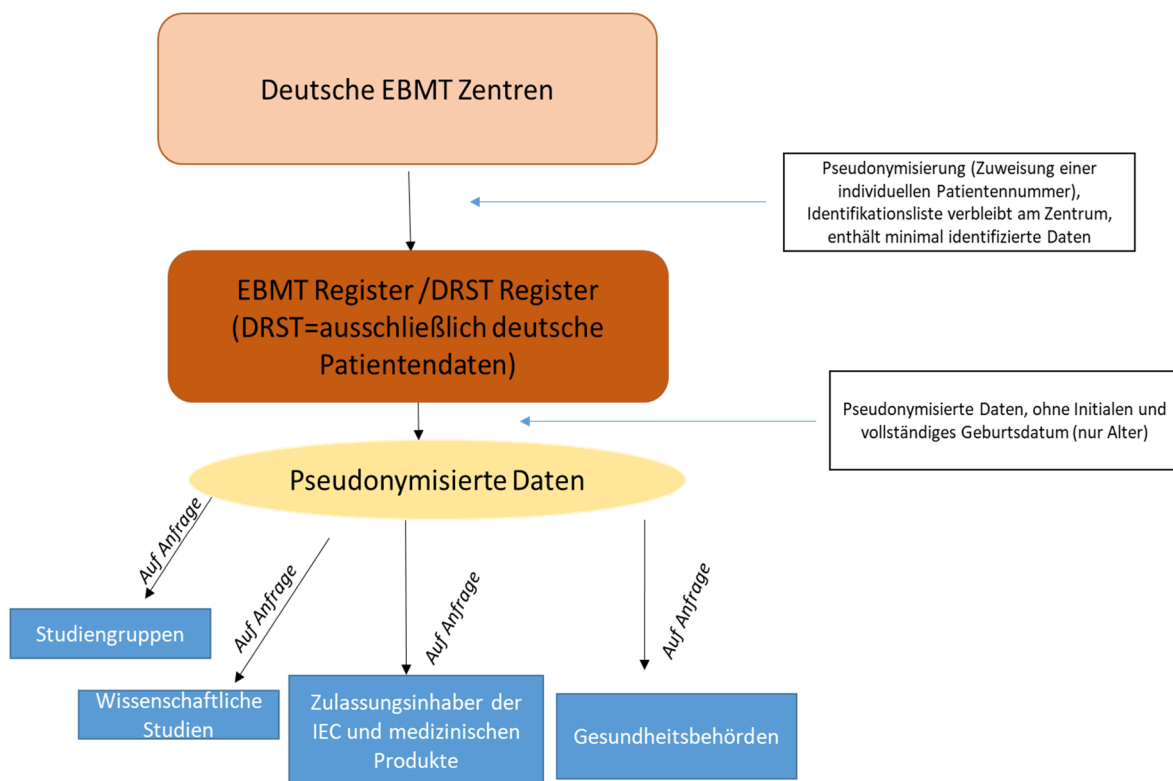 Deutsche EBMT Zentren
Pseudonymisierung (Zuweisung einer
individuellen Patientennummer),
Identifikationsliste verbleibt am Zentrum,
enthält minimal identifizierte Daten
EBMT Register /DRST Register
(DRST=ausschließlich deutsche
Patientendaten)
Pseudonymisierte Daten, ohne Initialen und
vollständiges Geburtsdatum (nur Alter)
Pseudonymisierte Daten
Auf Anfrage
Auf Anfrage
Auf Anfrage
Auf Anfrage
Studiengruppen
Wissenschaftliche
Studien
Zulassungsinhaber der
IEC und medizinischen
Produkte
Gesundheitsbehörden